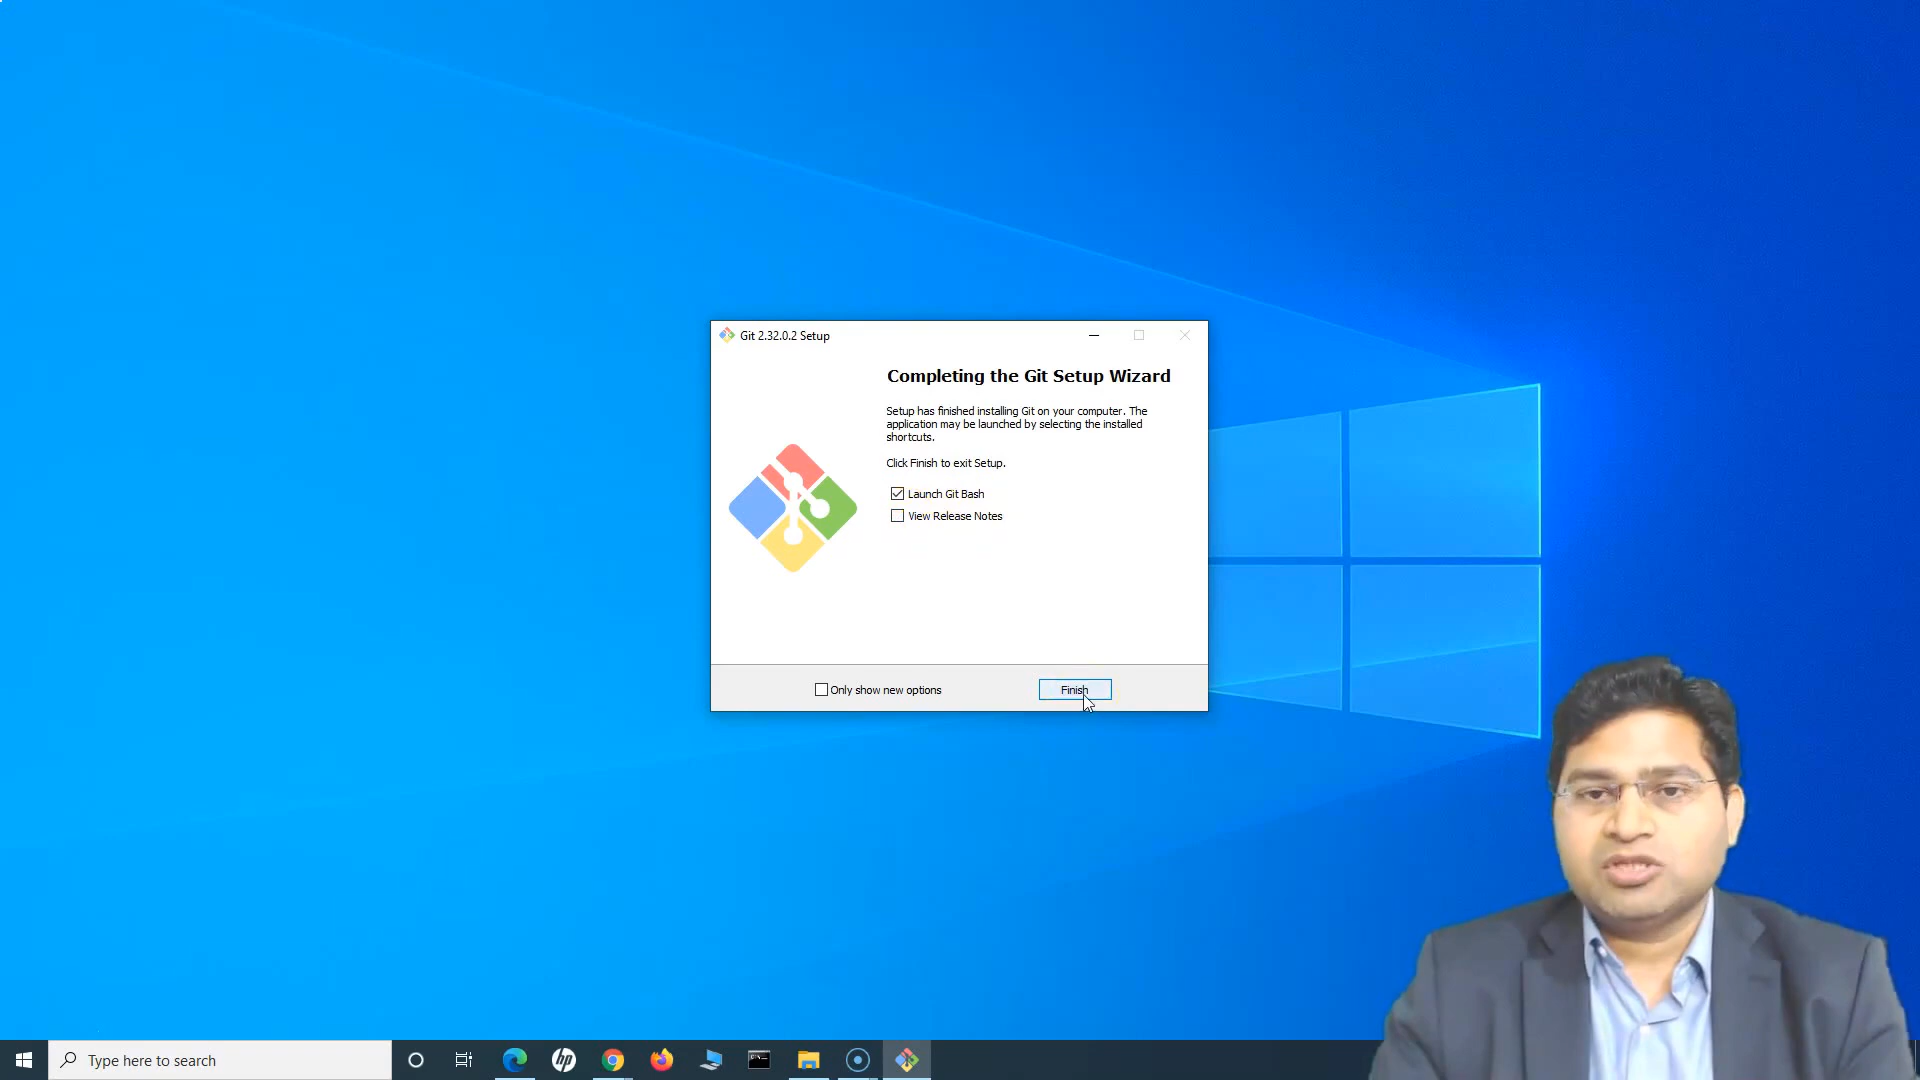 Git 2.32.0.2 Setup
Completing the Git Setup Wizard
Setup has finished installing Git on your computer. The
application may be launched by selecting the installed
shortcuts.
Click Finish to exit Setup.
Launch Git Bash
View Release Notes
Only show new options
Finish
Type here to search
hp